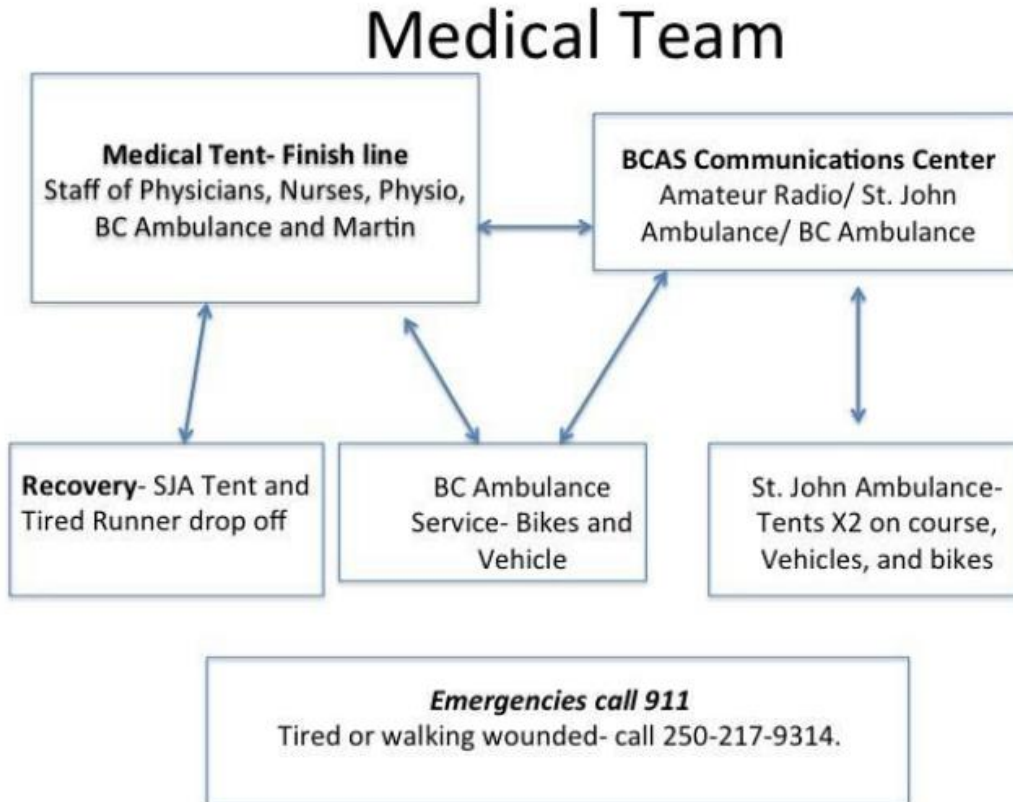 Medical Team
Medical Tent- Finish line
Staff of Physicians, Nurses, Physio,
BC Ambulance and Martin
BCAS Communications Center
Amateur Radio/ St. John
Ambulance/ BC Ambulance
Recovery- SJA Tent and
Tired Runner drop off
BC Ambulance
Service- Bikes and
Vehicle
St. John Ambulance-
Tents X2 on course,
Vehicles, and bikes
Emergencies call 911
Tired or walking wounded- call 250-217-9314.